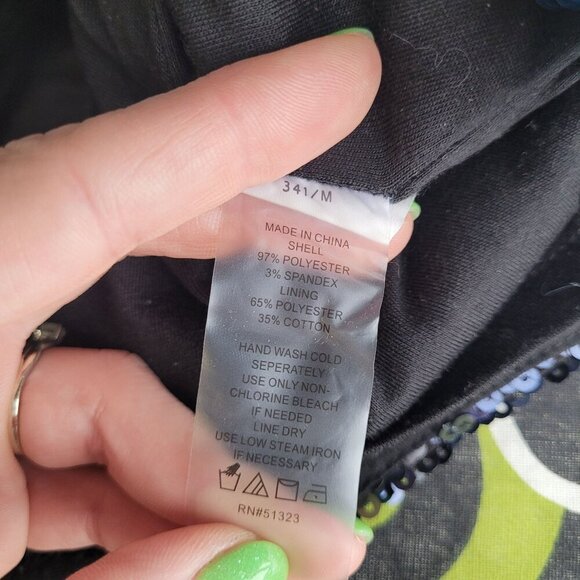 341/M
MADE IN CHINA
SHELL
97% POLYESTER
3% SPANDEX
LINING
65% POLYESTER
35% COTTON
HAND WASH COLD
SEPERATELY
USE ONLY NON-
CHLORINE BLEACH
IF NEEDED
LINE DRY
USE LOW STEAM IRON
IF NECESSARY
RN#51323